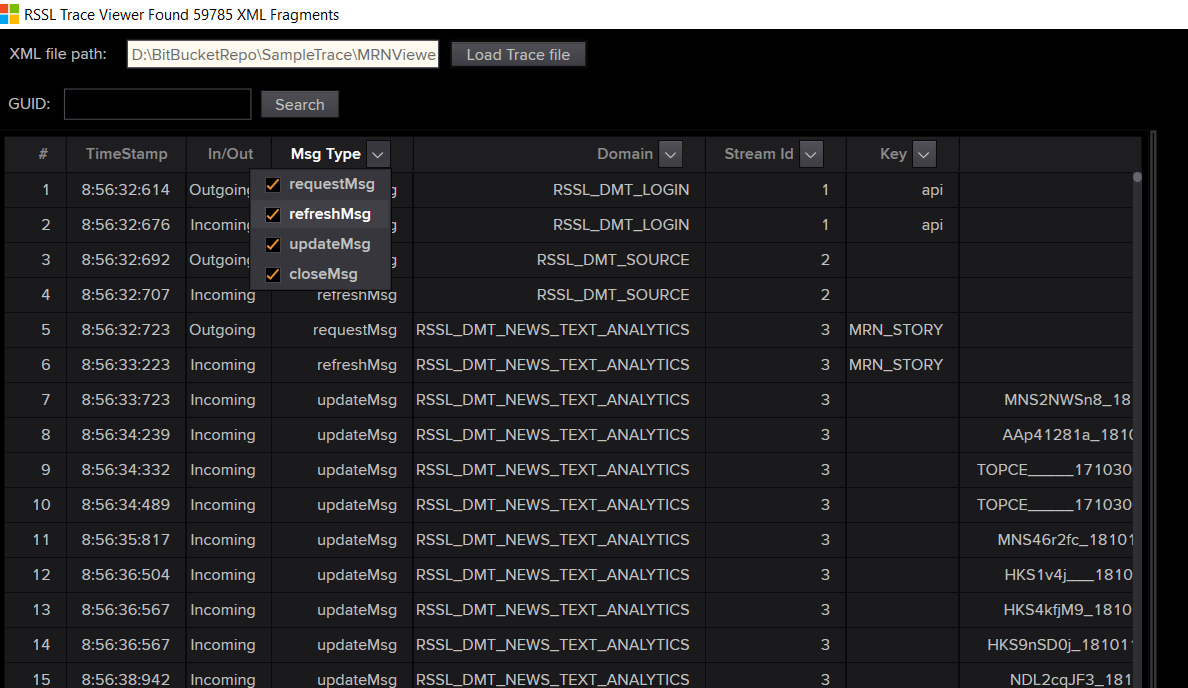 RSSL Trace Viewer Found 59785 XML Fragments
XML file path: D:\BitBucketRepo\SampleTrace\MRNViewe Load Trace file
GUID: Search
# TimeStamp In/Out Msg Type Domain Stream Id Key
requestMsg
refreshMsg
updateMsg
closeMsg
1 8:56:32:614 Outgoing RSSL_DMT_LOGIN 1 api
2 8:56:32:676 Incoming RSSL_DMT_LOGIN 1 api
3 8:56:32:692 Outgoing RSSL_DMT_SOURCE 2
4 8:56:32:707 Incoming refreshMsg RSSL_DMT_SOURCE 2
5 8:56:32:723 Outgoing requestMsg RSSL_DMT_NEWS_TEXT_ANALYTICS 3 MRN_STORY
6 8:56:33:223 Incoming refreshMsg RSSL_DMT_NEWS_TEXT_ANALYTICS 3 MRN_STORY
7 8:56:33:723 Incoming updateMsg RSSL_DMT_NEWS_TEXT_ANALYTICS 3 MNS2NWSn8_18
8 8:56:34:239 Incoming updateMsg RSSL_DMT_NEWS_TEXT_ANALYTICS 3 AAp41281a_1810
9 8:56:34:332 Incoming updateMsg RSSL_DMT_NEWS_TEXT_ANALYTICS 3 TOPCE_____171030
10 8:56:34:489 Incoming updateMsg RSSL_DMT_NEWS_TEXT_ANALYTICS 3 TOPCE_____171030
11 8:56:35:817 Incoming updateMsg RSSL_DMT_NEWS_TEXT_ANALYTICS 3 MNS46r2fc_18101
12 8:56:36:504 Incoming updateMsg RSSL_DMT_NEWS_TEXT_ANALYTICS 3 HKS1v4j___1810
13 8:56:36:567 Incoming updateMsg RSSL_DMT_NEWS_TEXT_ANALYTICS 3 HKS4kfjM9_1810
14 8:56:36:567 Incoming updateMsg RSSL_DMT_NEWS_TEXT_ANALYTICS 3 HKS9nSD0j_181011
15 8:56:38:942 Incoming updateMsg RSSL_DMT_NEWS_TEXT_ANALYTICS 3 NDL2cqJF3_181